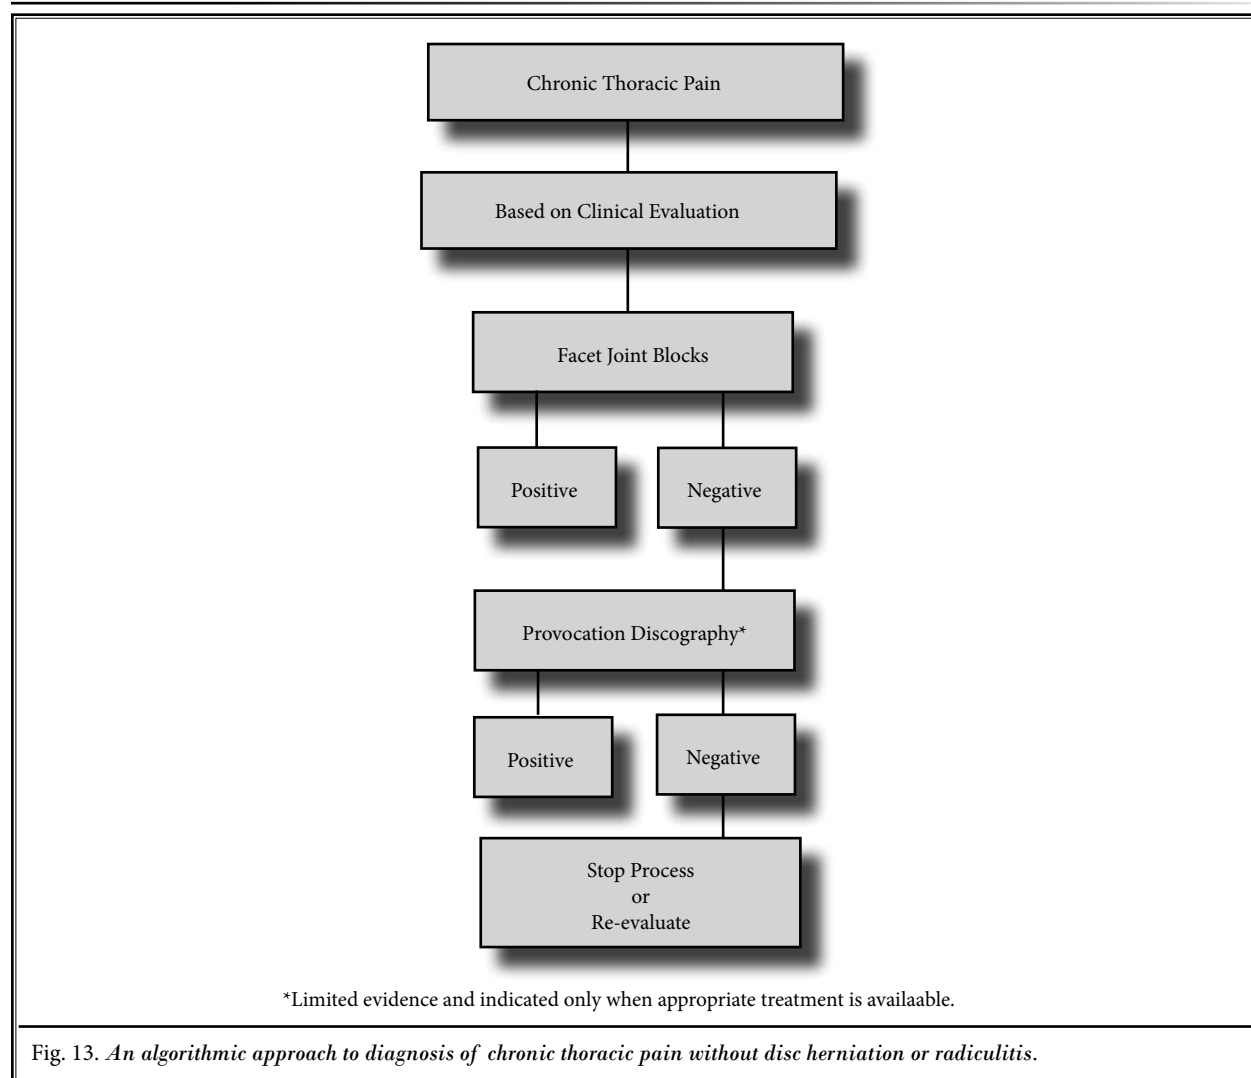 Chronic Thoracic Pain
Based on Clinical Evaluation
Facet Joint Blocks
Positive
Negative
Provocation Discography*
Positive
Negative
Stop Process
or
Re-evaluate
*Limited evidence and indicated only when appropriate treatment is availaable.
Fig. 13. An algorithmic approach to diagnosis of chronic thoracic pain without disc herniation or radiculitis.